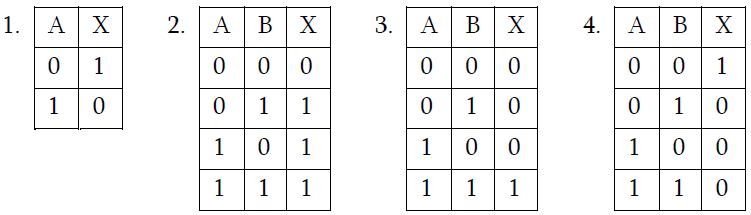 1. A X 2. A B X 3. A B X 4. A B X
0 1 0 0 0 0 0 0 0 0 1
1 0 0 1 1 0 1 0 0 1 0
1 0 1 1 0 0 1 0 0
1 1 1 1 1 1 1 1 0